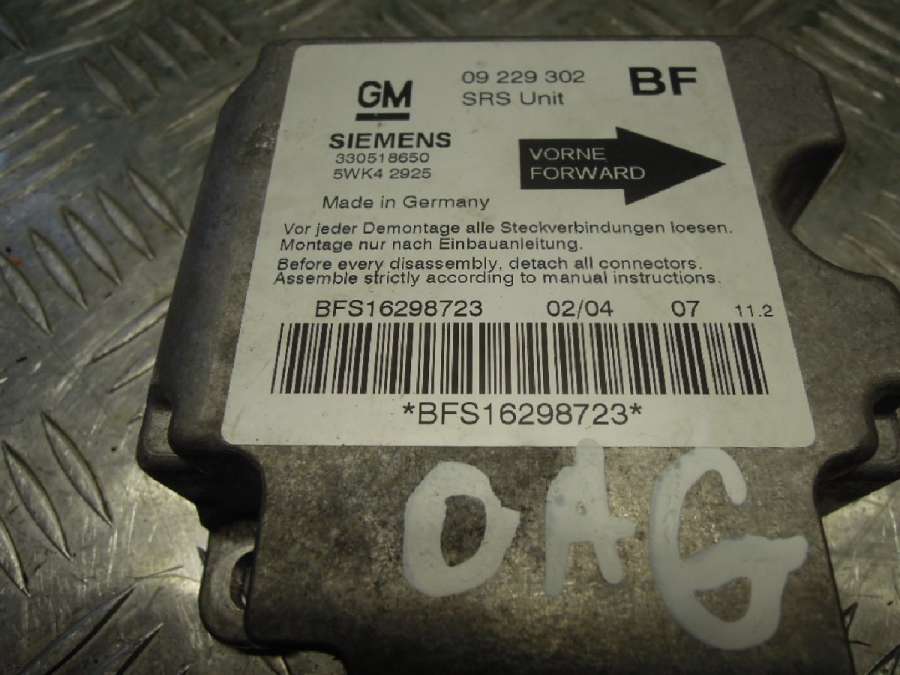 GM
09 229 302
SRS Unit
BF
SIEMENS
330518650
5WK4 2925
VORNE
FORWARD
Made in Germany
Vor jeder Demontage alle Steckverbindungen loesen.
Montage nur nach Einbauanleitung.
Before every disassembly, detach all connectors.
Assemble strictly according to manual instructions.
BFS16298723 02/04 07 11.2
*BFS16298723*
OAG